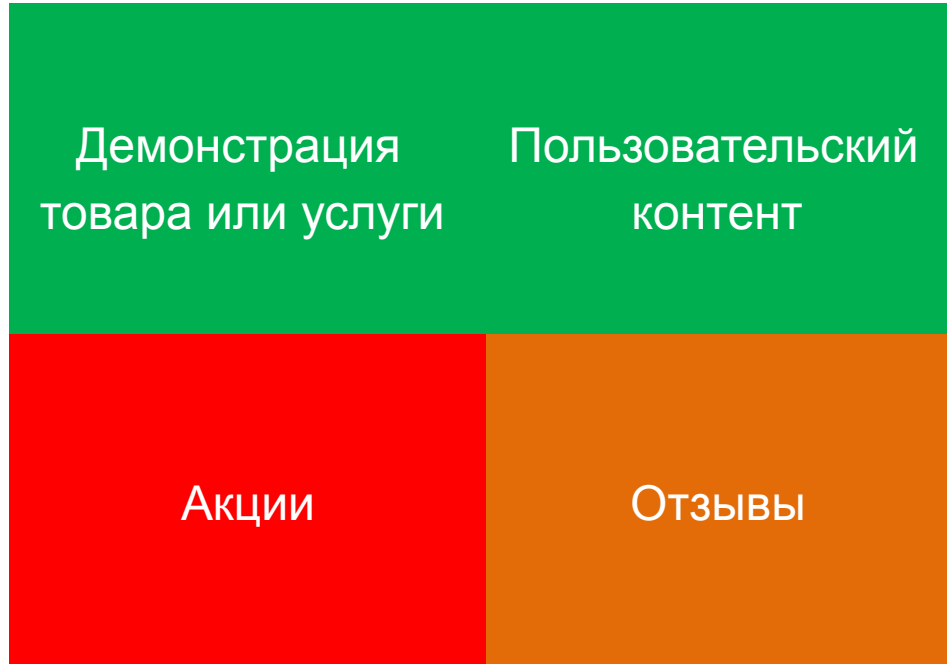 Демонстрация
товара или услуги
Пользовательский
контент
Акции
Отзывы